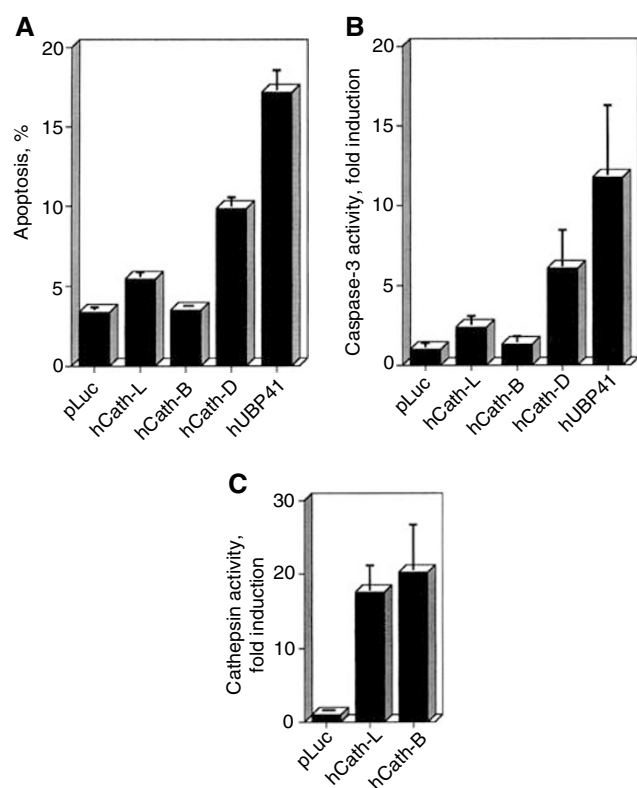 A
20
15
10
5
0
Apoptosis, %
pLuc
hCath-L
hCath-B
hCath-D
hUBP41
B
20
15
10
5
0
Caspase-3 activity, fold induction
pLuc
hCath-L
hCath-B
hCath-D
hUBP41
C
30
20
10
0
Cathepsin activity,
fold induction
pLuc
hCath-L
hCath-B